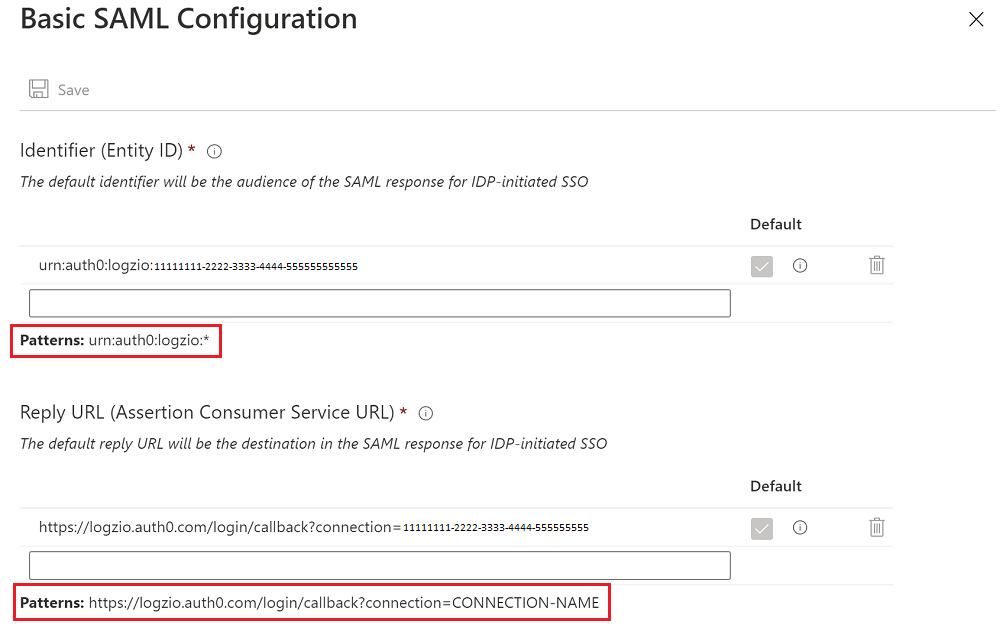 Basic SAML Configuration
Save
Identifier (Entity ID) *
The default identifier will be the audience of the SAML response for IDP-initiated SSO
Default
urn:auth0:logzio:11111111-2222-3333-4444-555555555555
Patterns: urn:auth0:logzio:*
Reply URL (Assertion Consumer Service URL) *
The default reply URL will be the destination in the SAML response for IDP-initiated SSO
Default
https://logzio.auth0.com/login/callback?connection=11111111-2222-3333-4444-555555555
Patterns: https://logzio.auth0.com/login/callback?connection=CONNECTION-NAME